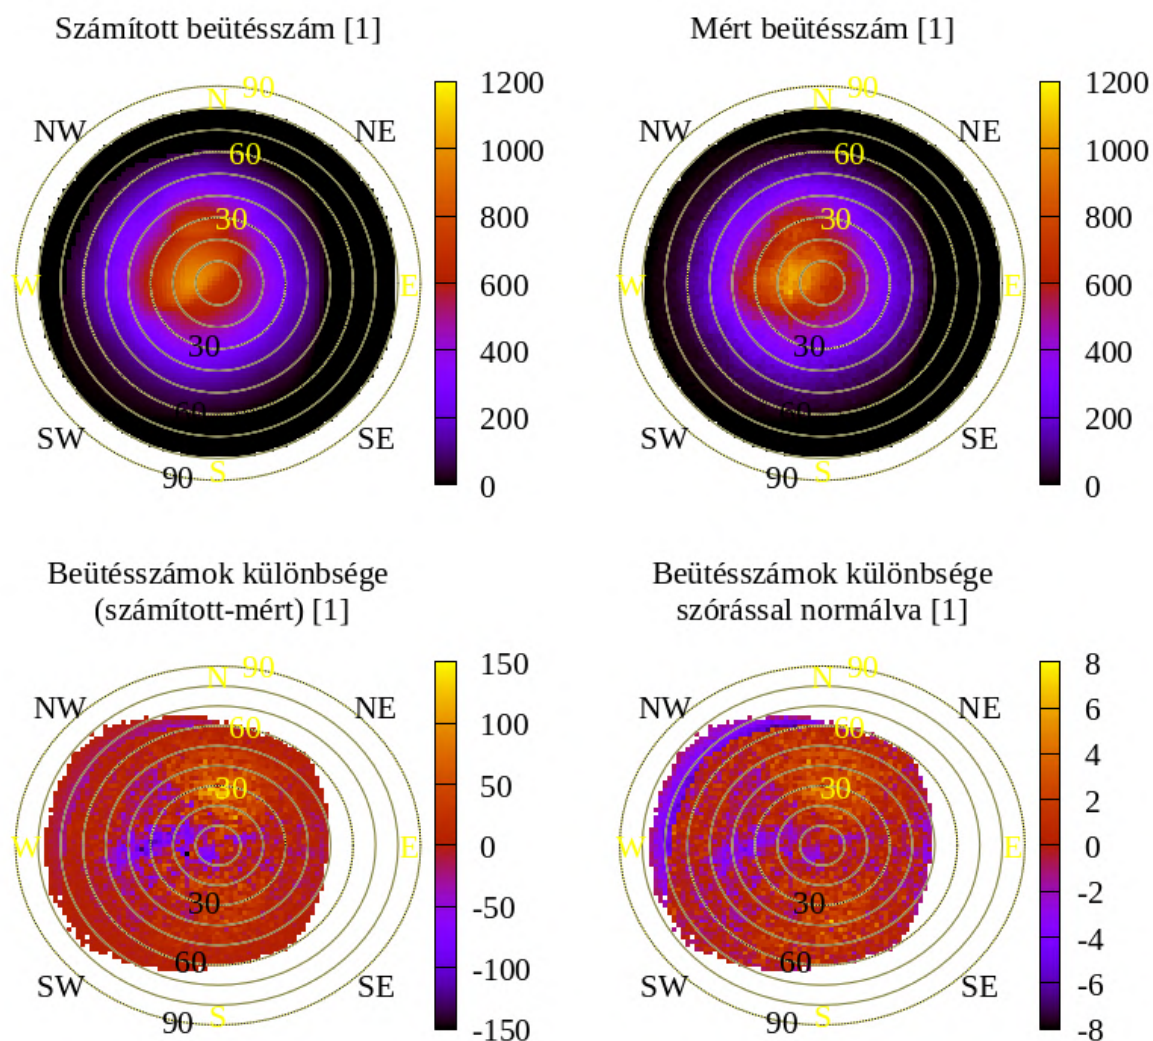 Számított beütésszám [1]
90
N
NW
NE
60
30
W
E
30
60
SW
SE
90
S
1200
1000
800
600
400
200
0
Mért beütésszám [1]
90
N
NW
NE
60
30
W
E
30
60
SW
SE
90
S
1200
1000
800
600
400
200
0
Beütésszámok különbsége
(számított-mért) [1]
90
N
NW
NE
60
30
W
E
30
60
SW
SE
90
S
150
100
50
0
-50
-100
-150
Beütésszámok különbsége
szórással normálva [1]
90
N
NW
NE
60
30
W
E
30
60
SW
SE
90
S
8
6
4
2
0
-2
-4
-6
-8